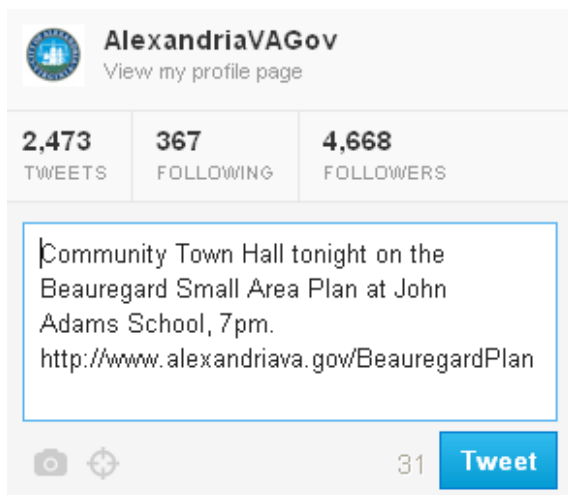 AlexandriaVAGov
View my profile page
2,473
TWEETS
367
FOLLOWING
4,668
FOLLOWERS
Community Town Hall tonight on the
Beauregard Small Area Plan at John
Adams School, 7pm.
http://www.alexandriava.gov/BeauregardPlan
31
Tweet